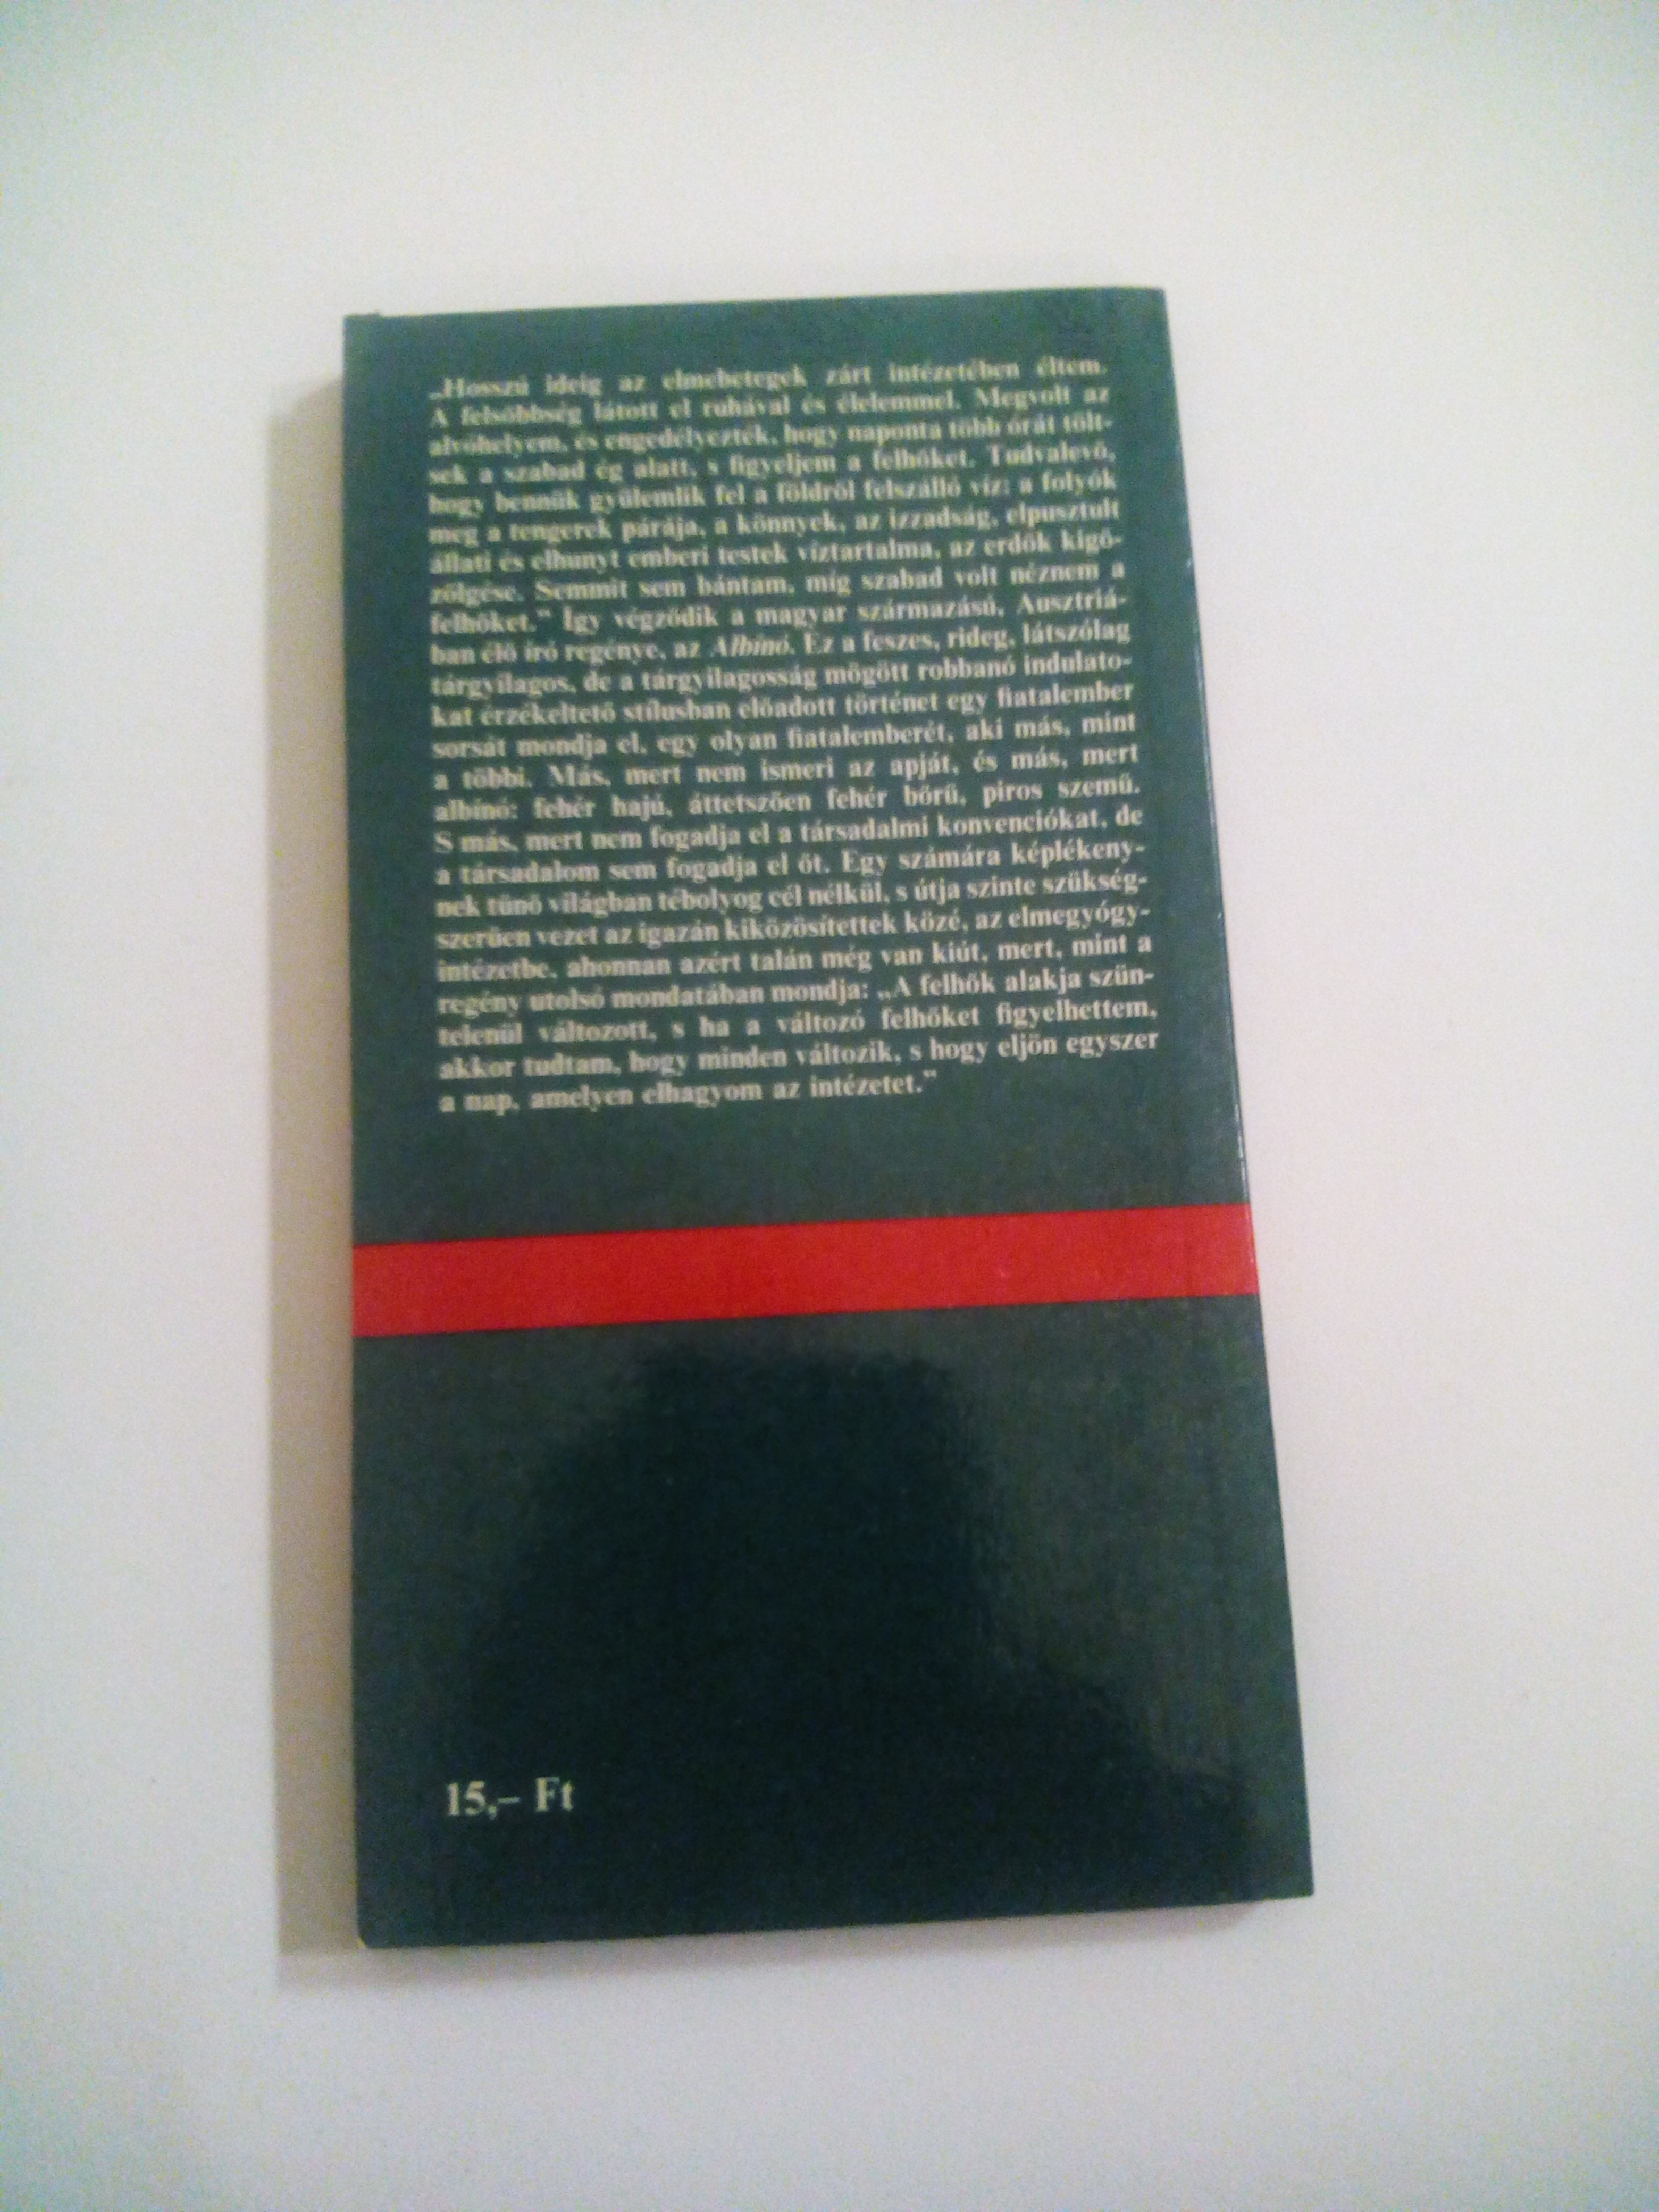 „Hosszú ideig az elmebetegek zárt intézetében éltem.
A felsőbbség látott el ruhával és élelemmel. Megvolt az
alvóhelyem, és engedélyezték, hogy naponta több órát tölt-
sek a szabad ég alatt, s figyeljem a felhőket. Tudvalevő,
hogy bennük gyülemlik fel a földről felszálló víz: a folyók
meg a tengerek párája, a könnyek, az izzadság, elpusztult
állati és elhunyt emberi testek víztartalma, az erdők kigő-
zölgése. Semmit sem bántam, míg szabad volt néznem a
felhőket.” Így végződik a magyar származású, Ausztriá-
ban élő író regénye, az Albínó. Ez a feszes, rideg, látszólag
tárgyilagos, de a tárgyilagosság mögött robbanó indulato-
kat érzékeltető stílusban előadott történet egy fiatalember
sorsát mondja el, egy olyan fiatalemberét, aki más, mint
a többi. Más, mert nem ismeri az apját, és más, mert
albínó: fehér hajú, áttetszően fehér bőrű, piros szemű.
S más, mert nem fogadja el a társadalmi konvenciókat, de
a társadalom sem fogadja el őt. Egy számára képlékeny-
nek tűnő világban tébolyog cél nélkül, s útja szinte szükség-
szerűen vezet az igazán kiközösítettek közé, az elmegyógy-
intézetbe, ahonnan azért talán még van kiút, mert, mint a
regény utolsó mondatában mondja: „A felhők alakja szün-
telenül változott, s ha a változó felhőket figyelhettem,
akkor tudtam, hogy minden változik, s hogy eljön egyszer
a nap, amelyen elhagyom az intézetet.”
15,– Ft